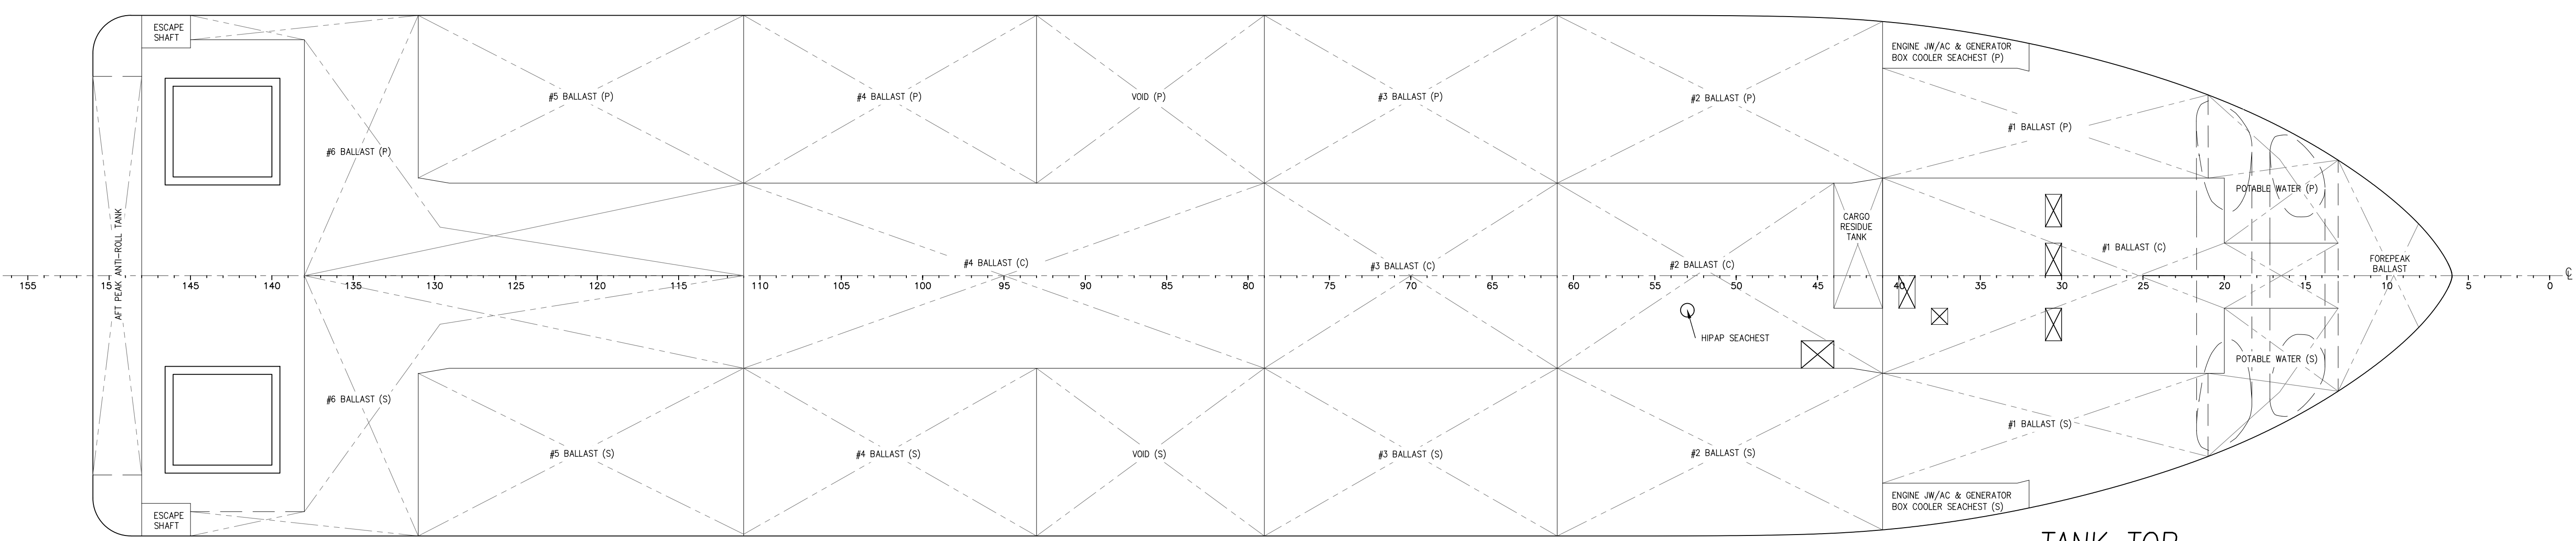 ESCAPE
SHAFT
ENGINE JW/AC & GENERATOR
BOX COOLER SEACHEST (P)
#5 BALLAST (P)
#4 BALLAST (P)
VOID (P)
#3 BALLAST (P)
#2 BALLAST (P)
#1 BALLAST (P)
#6 BALLAST (P)
POTABLE WATER (P)
AFT PEAK ANTI-ROLL TANK
CARGO
RESIDUE
TANK
#4 BALLAST (C)
#3 BALLAST (C)
#2 BALLAST (C)
#1 BALLAST (C)
FOREPEAK
BALLAST
155 150 145 140 135 130 125 120 115 110 105 100 95 90 85 80 75 70 65 60 55 50 45 40 35 30 25 20 15 10 5 0 ℄
HIPAP SEACHEST
POTABLE WATER (S)
#6 BALLAST (S)
#5 BALLAST (S)
#4 BALLAST (S)
VOID (S)
#3 BALLAST (S)
#2 BALLAST (S)
#1 BALLAST (S)
ENGINE JW/AC & GENERATOR
BOX COOLER SEACHEST (S)
ESCAPE
SHAFT
TANK TOP